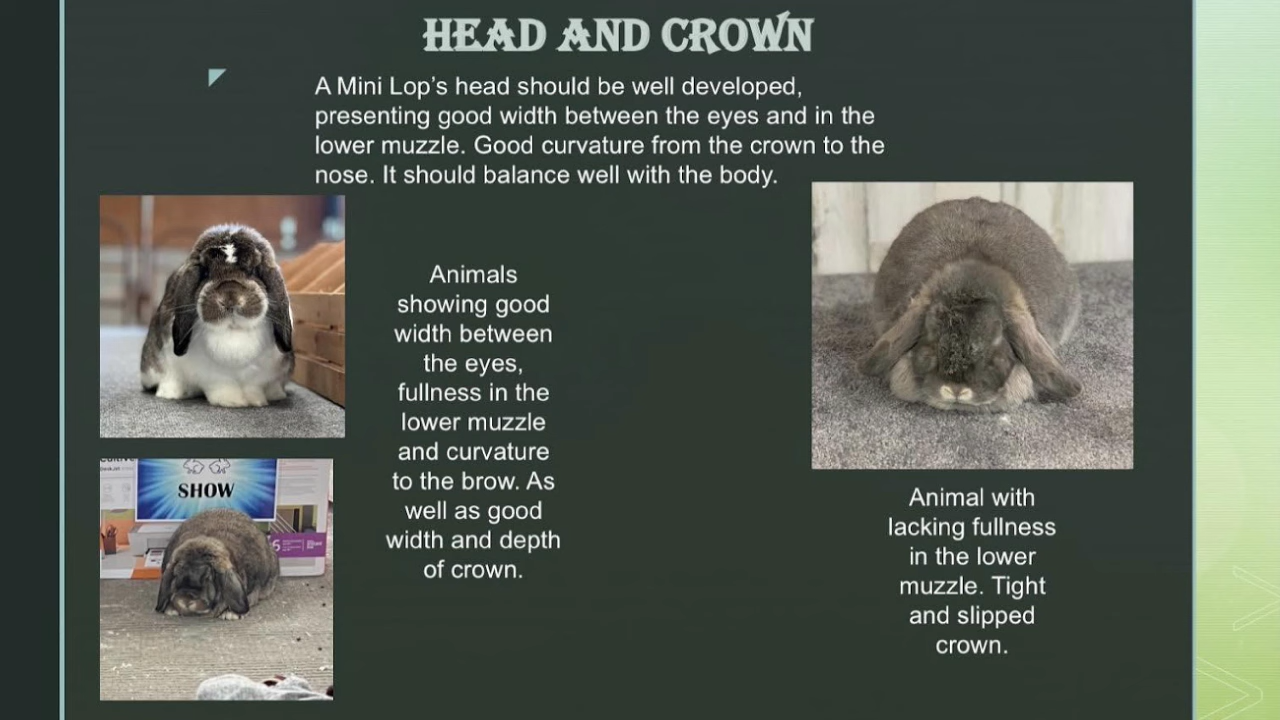 HEAD AND CROWN
A Mini Lop’s head should be well developed,
presenting good width between the eyes and in the
lower muzzle. Good curvature from the crown to the
nose. It should balance well with the body.
Animals
showing good
width between
the eyes,
fullness in the
lower muzzle
and curvature
to the brow. As
well as good
width and depth
of crown.
SHOW
Animal with
lacking fullness
in the lower
muzzle. Tight
and slipped
crown.